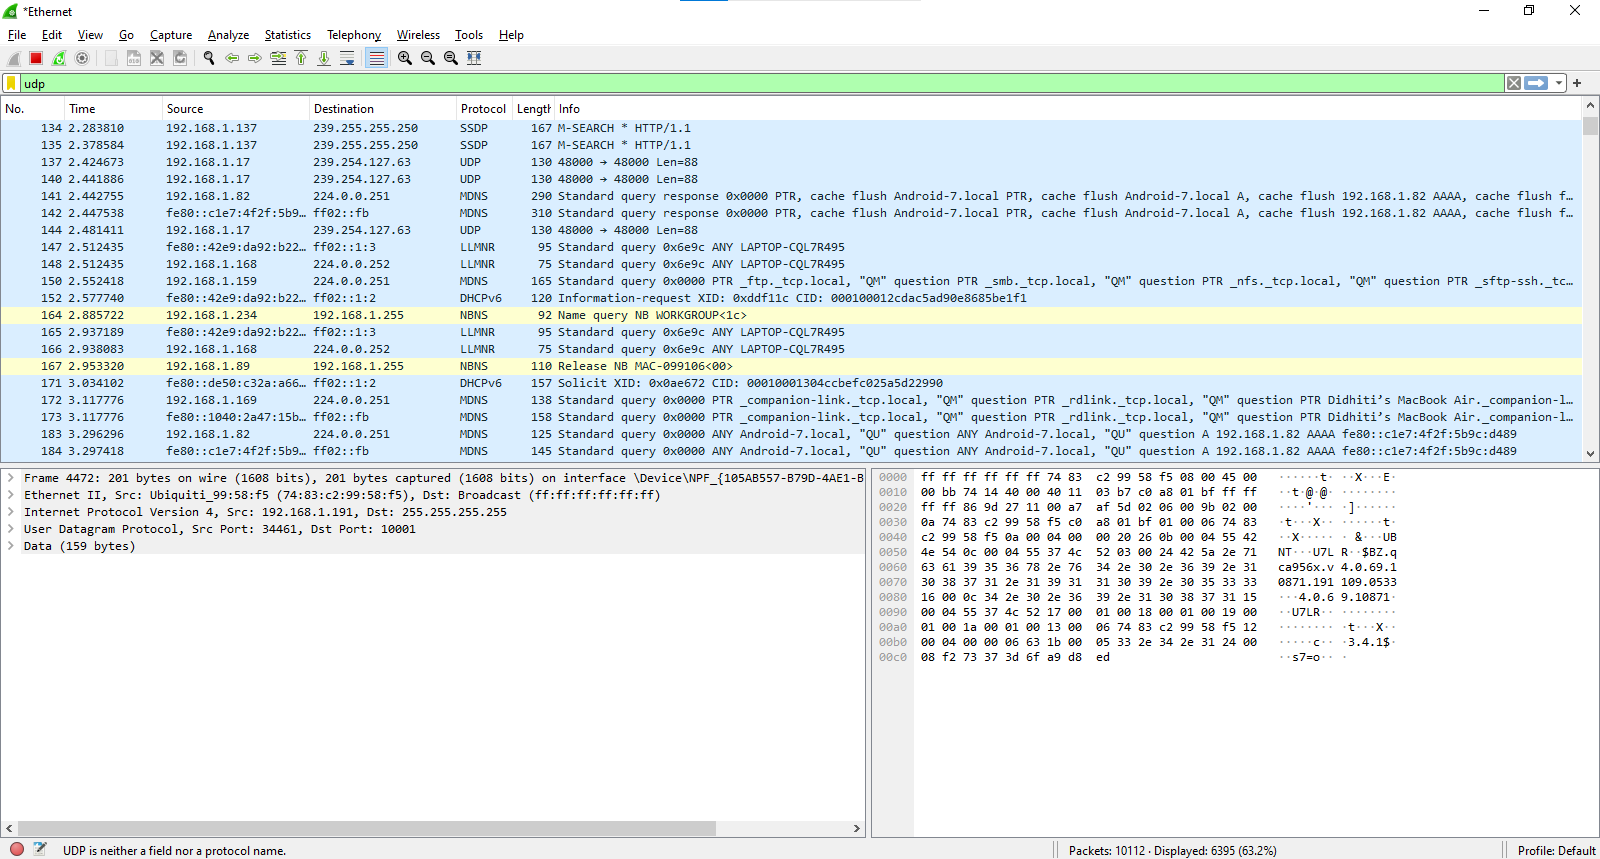 *Ethernet
File Edit View Go Capture Analyze Statistics Telephony Wireless Tools Help
udp
No. Time Source Destination Protocol Length Info
134 2.283810 192.168.1.137 239.255.255.250 SSDP 167 M-SEARCH * HTTP/1.1
135 2.378584 192.168.1.137 239.255.255.250 SSDP 167 M-SEARCH * HTTP/1.1
137 2.424673 192.168.1.17 239.254.127.63 UDP 130 48000 → 48000 Len=88
140 2.441886 192.168.1.17 239.254.127.63 UDP 130 48000 → 48000 Len=88
141 2.442755 192.168.1.82 224.0.0.251 MDNS 290 Standard query response 0x0000 PTR, cache flush Android-7.local PTR, cache flush Android-7.local A, cache flush 192.168.1.82 AAAA, cache flush f…
142 2.447538 fe80::c1e7:4f2f:5b9… ff02::fb MDNS 310 Standard query response 0x0000 PTR, cache flush Android-7.local PTR, cache flush Android-7.local A, cache flush 192.168.1.82 AAAA, cache flush f…
144 2.481411 192.168.1.17 239.254.127.63 UDP 130 48000 → 48000 Len=88
147 2.512435 fe80::42e9:da92:b22… ff02::1:3 LLMNR 95 Standard query 0x6e9c ANY LAPTOP-CQL7R495
148 2.512435 192.168.1.168 224.0.0.252 LLMNR 75 Standard query 0x6e9c ANY LAPTOP-CQL7R495
150 2.552418 192.168.1.159 224.0.0.251 MDNS 165 Standard query 0x0000 PTR _ftp._tcp.local, "QM" question PTR _smb._tcp.local, "QM" question PTR _nfs._tcp.local, "QM" question PTR _sftp-ssh._tc…
152 2.577740 fe80::42e9:da92:b22… ff02::1:2 DHCPv6 120 Information-request XID: 0xddf11c CID: 000100012cdac5ad90e8685be1f1
164 2.885722 192.168.1.234 192.168.1.255 NBNS 92 Name query NB WORKGROUP<1c>
165 2.937189 fe80::42e9:da92:b22… ff02::1:3 LLMNR 95 Standard query 0x6e9c ANY LAPTOP-CQL7R495
166 2.938083 192.168.1.168 224.0.0.252 LLMNR 75 Standard query 0x6e9c ANY LAPTOP-CQL7R495
167 2.953320 192.168.1.89 192.168.1.255 NBNS 110 Release NB MAC-099106<00>
171 3.034102 fe80::de50:c32a:a66… ff02::1:2 DHCPv6 157 Solicit XID: 0x0ae672 CID: 00010001304ccbefc025a5d22990
172 3.117776 192.168.1.169 224.0.0.251 MDNS 138 Standard query 0x0000 PTR _companion-link._tcp.local, "QM" question PTR _rdlink._tcp.local, "QM" question PTR Didhiti's MacBook Air._companion-l…
173 3.117776 fe80::1040:2a47:15b… ff02::fb MDNS 158 Standard query 0x0000 PTR _companion-link._tcp.local, "QM" question PTR _rdlink._tcp.local, "QM" question PTR Didhiti's MacBook Air._companion-l…
183 3.296296 192.168.1.82 224.0.0.251 MDNS 125 Standard query 0x0000 ANY Android-7.local, "QU" question ANY Android-7.local, "QU" question A 192.168.1.82 AAAA fe80::c1e7:4f2f:5b9c:d489
184 3.297418 fe80::c1e7:4f2f:5b9… ff02::fb MDNS 145 Standard query 0x0000 ANY Android-7.local, "QU" question ANY Android-7.local, "QU" question A 192.168.1.82 AAAA fe80::c1e7:4f2f:5b9c:d489
Frame 4472: 201 bytes on wire (1608 bits), 201 bytes captured (1608 bits) on interface \Device\NPF_{105AB557-B79D-4AE1-B
Ethernet II, Src: Ubiquiti_99:58:f5 (74:83:c2:99:58:f5), Dst: Broadcast (ff:ff:ff:ff:ff:ff)
Internet Protocol Version 4, Src: 192.168.1.191, Dst: 255.255.255.255
User Datagram Protocol, Src Port: 34461, Dst Port: 10001
Data (159 bytes)
0000 ff ff ff ff ff ff 74 83 c2 99 58 f5 08 00 45 00 ······t· ··X···E·
0010 00 bb 74 14 40 00 40 11 03 b7 c0 a8 01 bf ff ff ··t·@·@· ········
0020 ff ff 86 9d 27 11 00 a7 af 5d 02 06 00 9b 02 00 ····'··· ·]······
0030 0a 74 83 c2 99 58 f5 c0 a8 01 bf 01 00 06 74 83 ·t···X·· ······t·
0040 c2 99 58 f5 0a 00 04 00 00 20 26 0b 00 04 55 42 ··X····· · &···UB
0050 4e 54 0c 00 04 55 37 4c 52 03 00 24 42 5a 2e 71 NT···U7L R··$BZ.q
0060 63 61 39 35 36 78 2e 76 34 2e 30 2e 36 39 2e 31 ca956x.v 4.0.69.1
0070 30 38 37 31 2e 31 39 31 31 30 39 2e 30 35 33 33 0871.191 109.0533
0080 16 00 0c 34 2e 30 2e 36 39 2e 31 30 38 37 31 15 ···4.0.6 9.10871·
0090 00 04 55 37 4c 52 17 00 01 00 18 00 01 00 19 00 ··U7LR·· ········
00a0 01 00 1a 00 01 00 13 00 06 74 83 c2 99 58 f5 12 ········ ·t···X··
00b0 00 04 00 00 06 63 1b 00 05 33 2e 34 2e 31 24 00 ·····c·· ·3.4.1$·
00c0 08 f2 73 37 3d 6f a9 d8 ed ··s7=o·· ·
UDP is neither a field nor a protocol name.
Packets: 10112 · Displayed: 6395 (63.2%)
Profile: Default